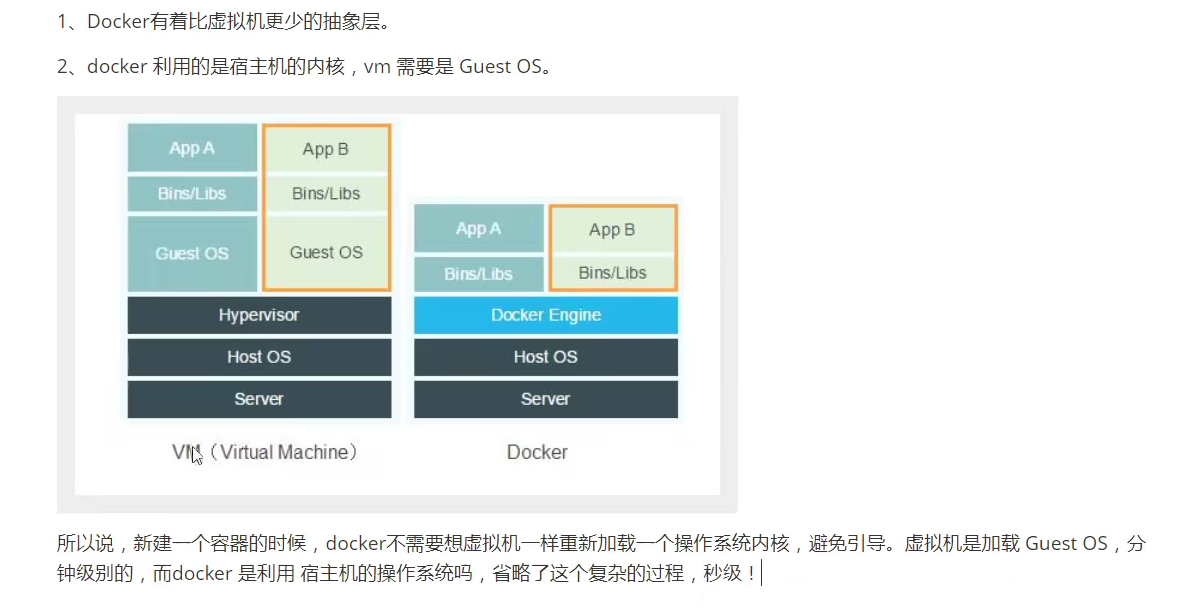 1、Docker有着比虚拟机更少的抽象层。
2、docker 利用的是宿主机的内核，vm 需要是 Guest OS。
App A
App B
Bins/Libs
Bins/Libs
Guest OS
Guest OS
Hypervisor
Host OS
Server
VM（Virtual Machine）
App A
App B
Bins/Libs
Bins/Libs
Docker Engine
Host OS
Server
Docker
所以说，新建一个容器的时候，docker不需要想虚拟机一样重新加载一个操作系统内核，避免引导。虚拟机是加载 Guest OS，分
钟级别的，而docker 是利用 宿主机的操作系统吗，省略了这个复杂的过程，秒级！